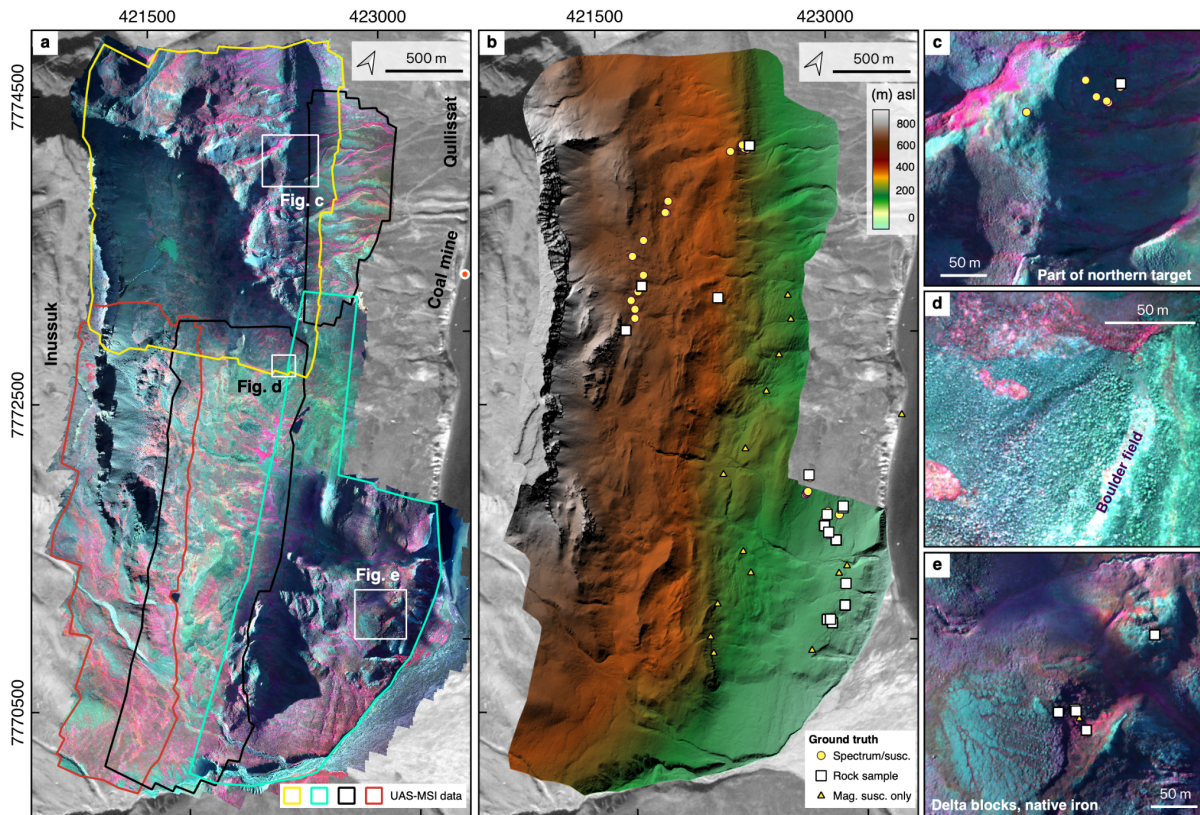 421500
423000
421500
423000
a
500 m
b
500 m
c
7774500
7772500
7770500
Qullissat
Coal mine
Inussuk
Fig. c
Fig. d
Fig. e
UAS-MSI data
(m) asl
800
600
400
200
0
Ground truth
Spectrum/susc.
Rock sample
Mag. susc. only
50 m
Part of northern target
d
50 m
Boulder field
e
Delta blocks, native iron
50 m